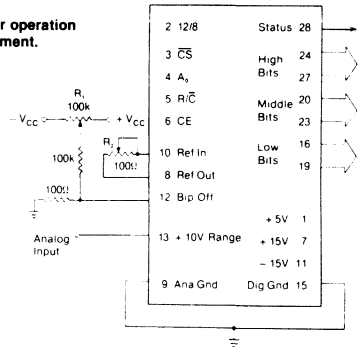 r operation
ment.
2 12/8 Status 28
3 C̅S̅ High Bits 24
4 A₀ 27
5 R/C̅ Middle Bits 20
6 CE 23
10 Ref In Low Bits 16
8 Ref Out 19
12 Bip Off
+ 5V 1
13 + 10V Range + 15V 7
− 15V 11
9 Ana Gnd Dig Gnd 15
R₁
100k
− VCC + VCC
R₂
100Ω
100k
100Ω
Analog
Input